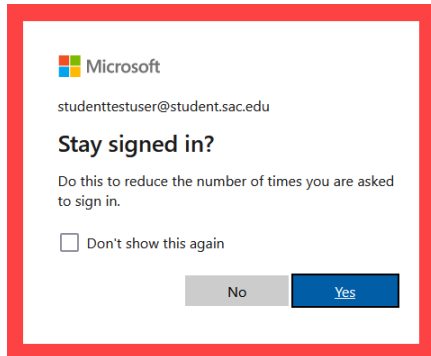 Microsoft
studenttestuser@student.sac.edu
Stay signed in?
Do this to reduce the number of times you are asked
to sign in.
Don't show this again
No
Yes